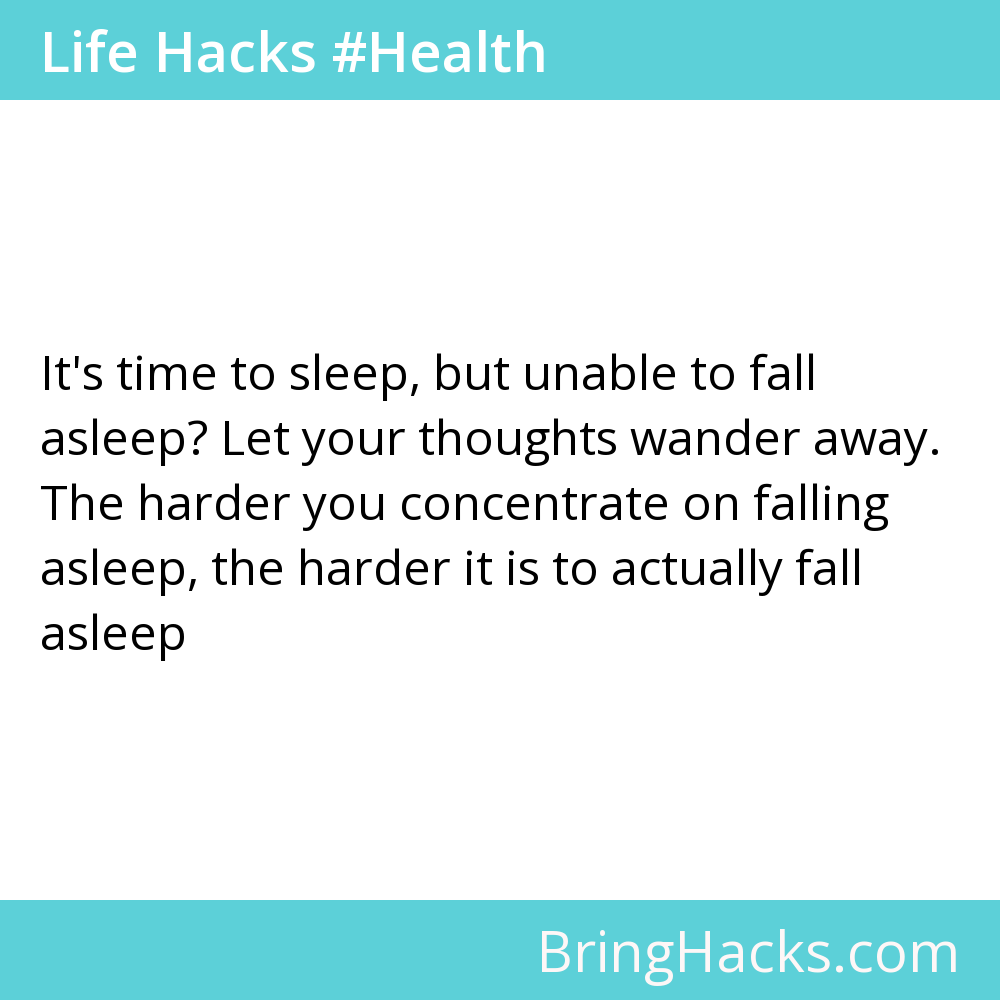 Life Hacks #Health
It's time to sleep, but unable to fall
asleep? Let your thoughts wander away.
The harder you concentrate on falling
asleep, the harder it is to actually fall
asleep
BringHacks.com